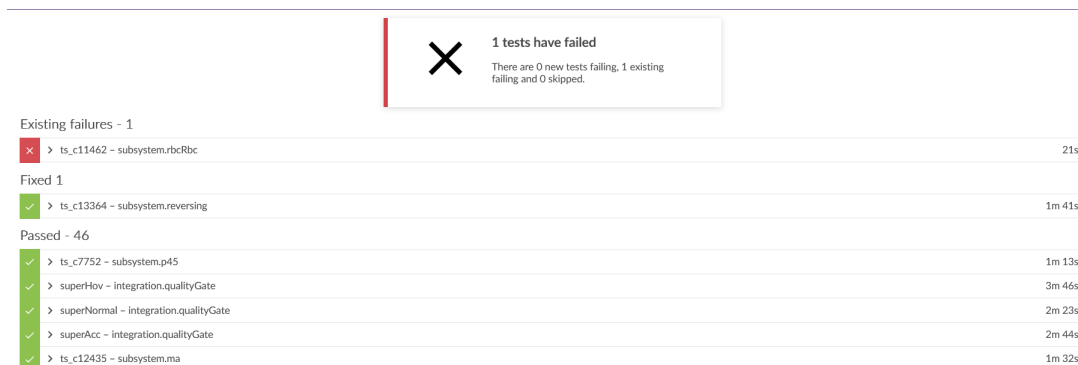 1 tests have failed
There are 0 new tests failing, 1 existing
failing and 0 skipped.
Existing failures - 1
ts_c11462 – subsystem.rbcRbc 21s
Fixed 1
ts_c13364 – subsystem.reversing 1m 41s
Passed - 46
ts_c7752 – subsystem.p45 1m 13s
superHov – integration.qualityGate 3m 46s
superNormal – integration.qualityGate 2m 23s
superAcc – integration.qualityGate 2m 44s
ts_c12435 – subsystem.ma 1m 32s